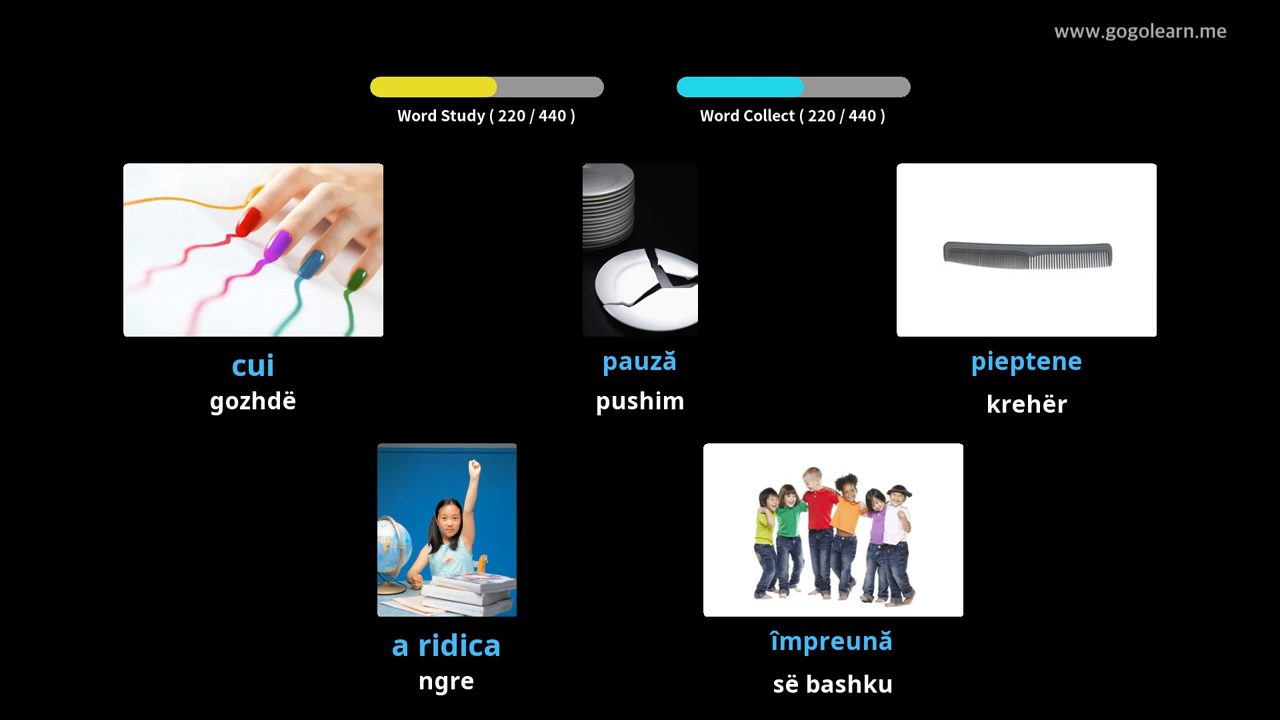 www.gogolearn.me
Word Study ( 220 / 440 )
Word Collect ( 220 / 440 )
cui
gozhdë
pauză
pushim
pieptene
krehër
a ridica
ngre
împreună
së bashku